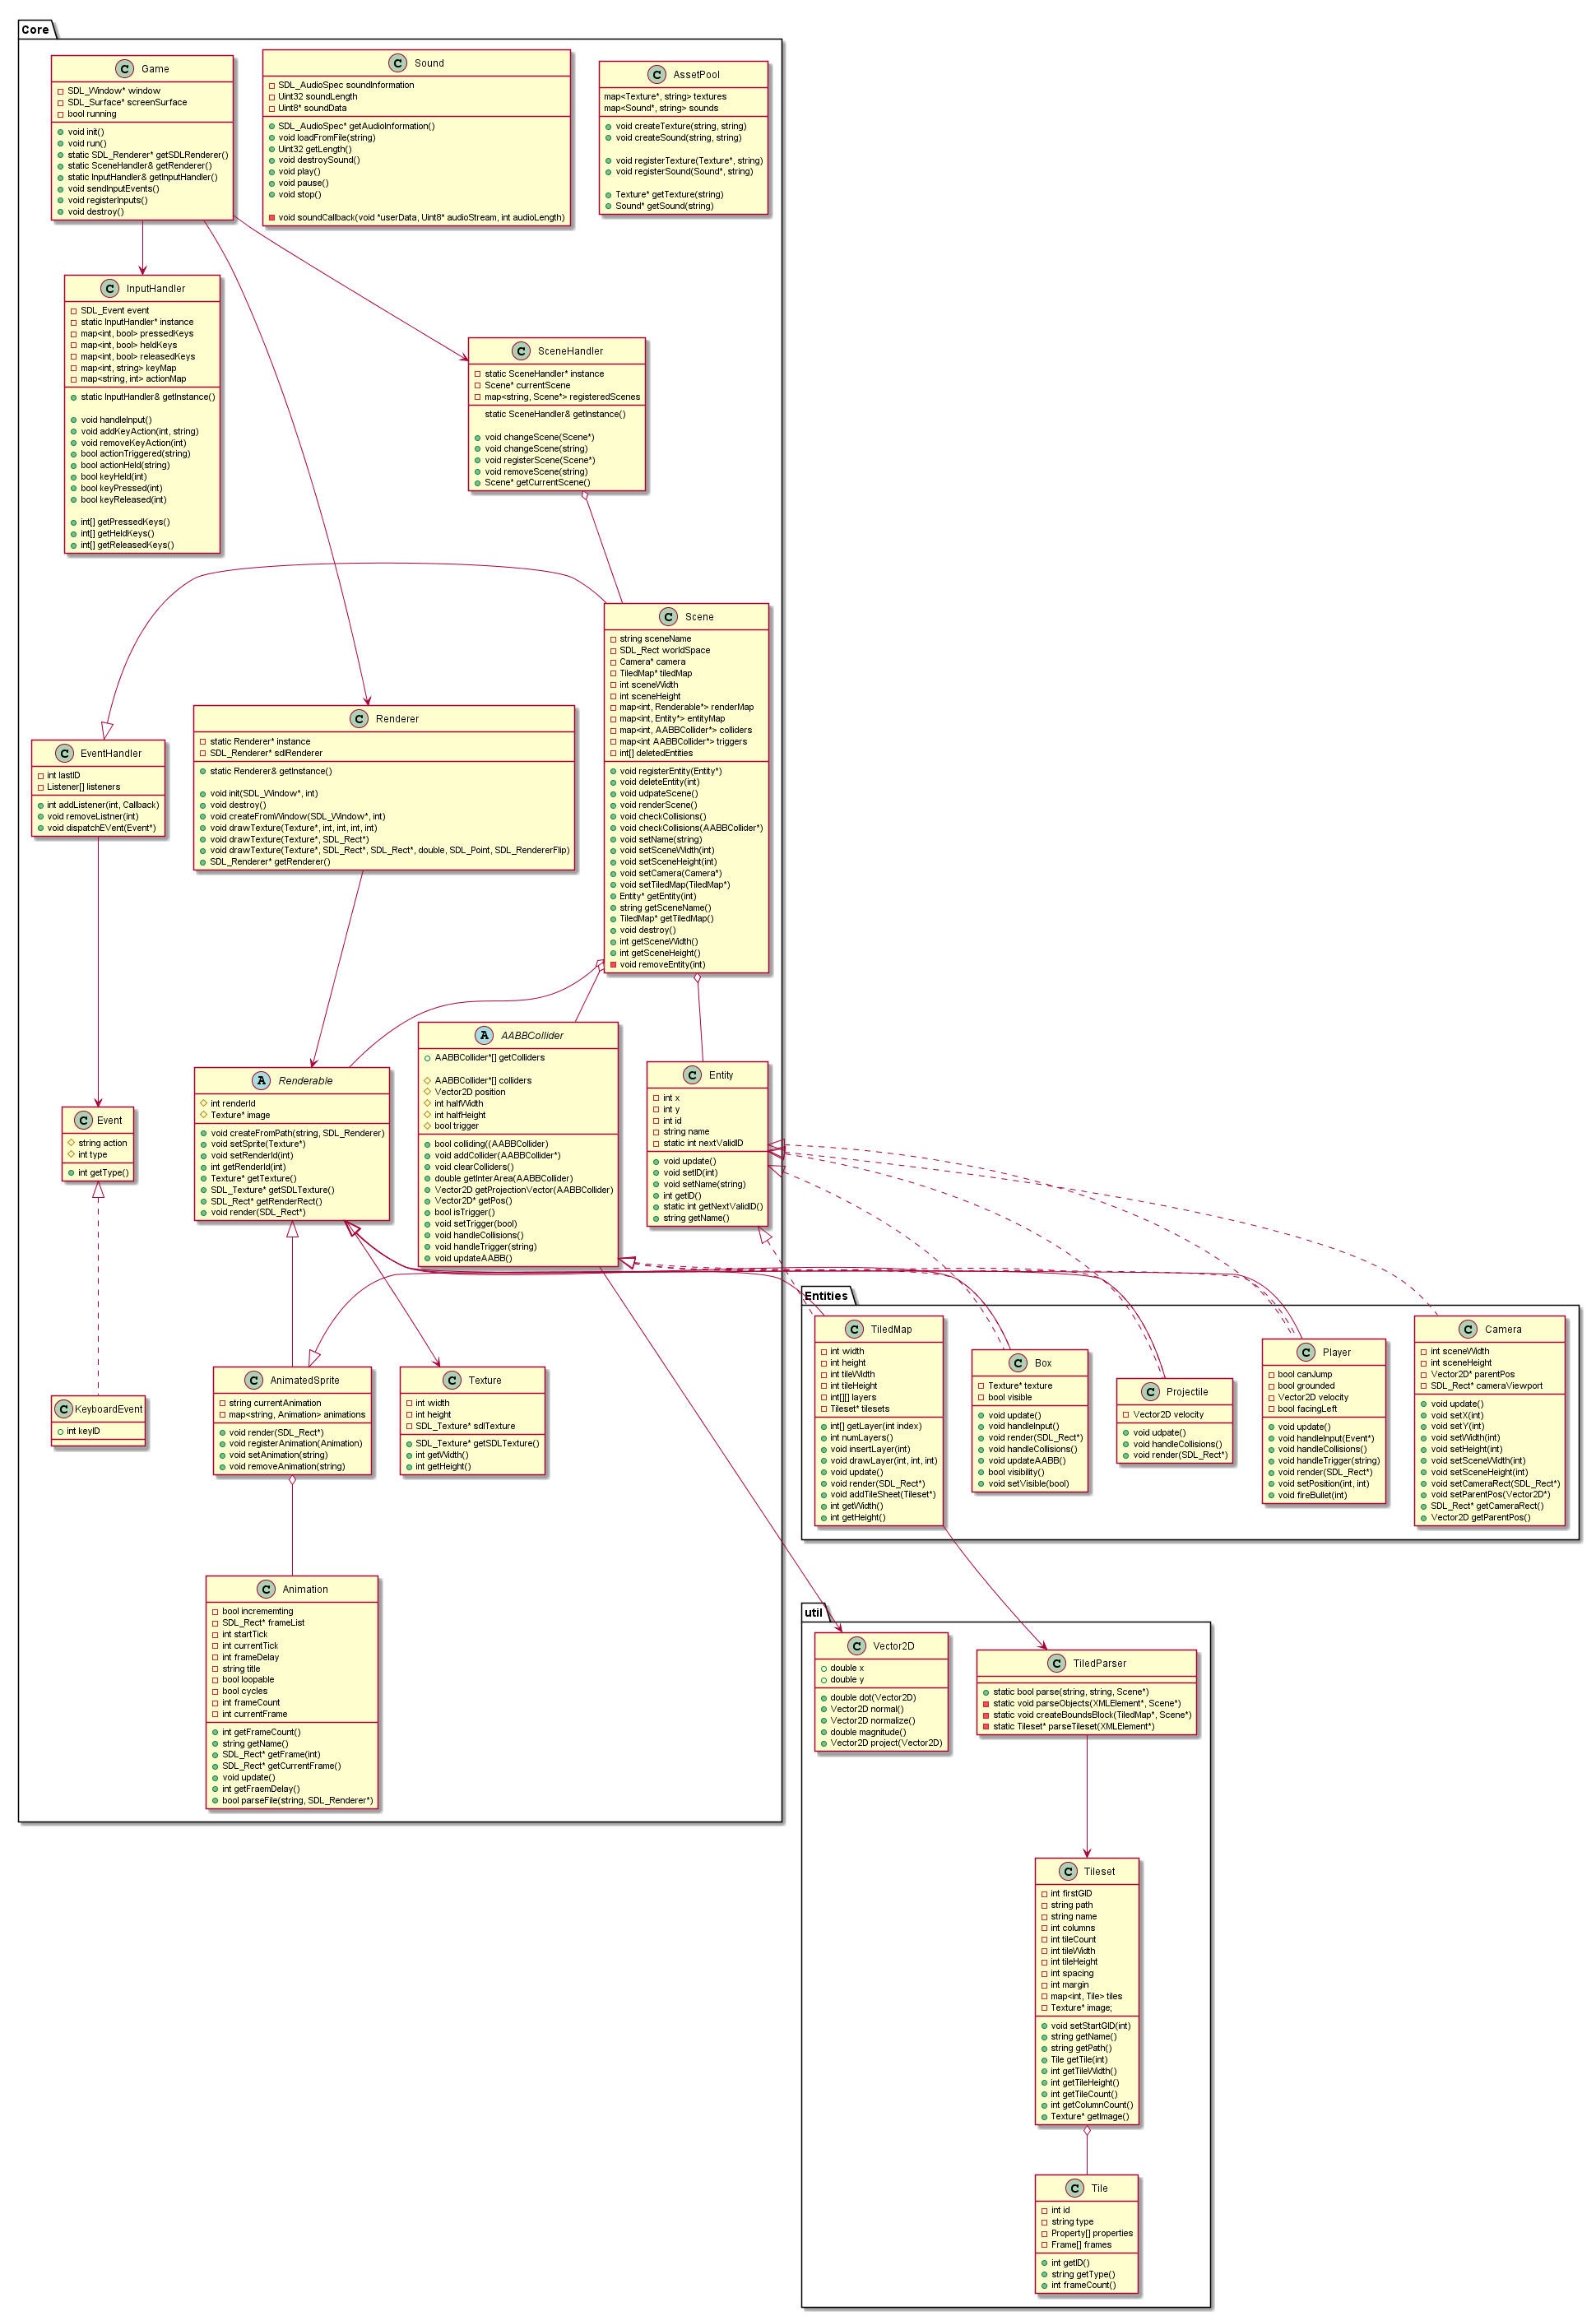 Core
C Game
SDL_Window* window
SDL_Surface* screenSurface
bool running
void init()
void run()
static SDL_Renderer* getSDLRenderer()
static SceneHandler& getRenderer()
static InputHandler& getInputHandler()
void sendInputEvents()
void registerInputs()
void destroy()
C Sound
SDL_AudioSpec soundInformation
Uint32 soundLength
Uint8* soundData
SDL_AudioSpec* getAudioInformation()
void loadFromFile(string)
Uint32 getLength()
void destroySound()
void play()
void pause()
void stop()
void soundCallback(void *userData, Uint8* audioStream, int audioLength)
C AssetPool
map<Texture*, string> textures
map<Sound*, string> sounds
void createTexture(string, string)
void createSound(string, string)
void registerTexture(Texture*, string)
void registerSound(Sound*, string)
Texture* getTexture(string)
Sound* getSound(string)
C InputHandler
SDL_Event event
static InputHandler* instance
map<int, bool> pressedKeys
map<int, bool> heldKeys
map<int, bool> releasedKeys
map<int, string> keyMap
map<string, int> actionMap
static InputHandler& getInstance()
void handleInput()
void addKeyAction(int, string)
void removeKeyAction(int)
bool actionTriggered(string)
bool actionHeld(string)
bool keyHeld(int)
bool keyPressed(int)
bool keyReleased(int)
int[] getPressedKeys()
int[] getHeldKeys()
int[] getReleasedKeys()
C SceneHandler
static SceneHandler* instance
Scene* currentScene
map<string, Scene*> registeredScenes
static SceneHandler& getInstance()
void changeScene(Scene*)
void changeScene(string)
void registerScene(Scene*)
void removeScene(string)
Scene* getCurrentScene()
C Scene
string sceneName
SDL_Rect worldSpace
Camera* camera
TiledMap* tiledMap
int sceneWidth
int sceneHeight
map<int, Renderable*> renderMap
map<int, Entity*> entityMap
map<int, AABBCollider*> colliders
map<int AABBCollider*> triggers
int[] deletedEntities
void registerEntity(Entity*)
void deleteEntity(int)
void udpateScene()
void renderScene()
void checkCollisions()
void checkCollisions(AABBCollider*)
void setName(string)
void setSceneWidth(int)
void setSceneHeight(int)
void setCamera(Camera*)
void setTiledMap(TiledMap*)
Entity* getEntity(int)
string getSceneName()
TiledMap* getTiledMap()
void destroy()
int getSceneWidth()
int getSceneHeight()
void removeEntity(int)
C Renderer
static Renderer* instance
SDL_Renderer* sdlRenderer
static Renderer& getInstance()
void init(SDL_Window*, int)
void destroy()
void createFromWindow(SDL_Window*, int)
void drawTexture(Texture*, int, int, int, int)
void drawTexture(Texture*, SDL_Rect*)
void drawTexture(Texture*, SDL_Rect*, SDL_Rect*, double, SDL_Point, SDL_RendererFlip)
SDL_Renderer* getRenderer()
C EventHandler
int lastID
Listener[] listeners
int addListener(int, Callback)
void removeListner(int)
void dispatchEVent(Event*)
A AABBCollider
AABBCollider*[] getColliders
AABBCollider*[] colliders
Vector2D position
int halfWidth
int halfHeight
bool trigger
bool colliding((AABBCollider)
void addCollider(AABBCollider*)
void clearColliders()
double getInterArea(AABBCollider)
Vector2D getProjectionVector(AABBCollider)
Vector2D* getPos()
bool isTrigger()
void setTrigger(bool)
void handleCollisions()
void handleTrigger(string)
void updateAABB()
C Entity
int x
int y
int id
string name
static int nextValidID
void update()
void setID(int)
void setName(string)
int getID()
static int getNextValidID()
string getName()
A Renderable
int renderId
Texture* image
void createFromPath(string, SDL_Renderer)
void setSprite(Texture*)
void setRenderId(int)
int getRenderId(int)
Texture* getTexture()
SDL_Texture* getSDLTexture()
SDL_Rect* getRenderRect()
void render(SDL_Rect*)
C Event
string action
int type
int getType()
C KeyboardEvent
int keyID
C AnimatedSprite
string currentAnimation
map<string, Animation> animations
void render(SDL_Rect*)
void registerAnimation(Animation)
void setAnimation(string)
void removeAnimation(string)
C Texture
int width
int height
SDL_Texture* sdlTexture
SDL_Texture* getSDLTexture()
int getWidth()
int getHeight()
C Animation
bool incrememting
SDL_Rect* frameList
int startTick
int currentTick
int frameDelay
string title
bool loopable
bool cycles
int frameCount
int currentFrame
int getFrameCount()
string getName()
SDL_Rect* getFrame(int)
SDL_Rect* getCurrentFrame()
void update()
int getFraemDelay()
bool parseFile(string, SDL_Renderer*)
Entities
C TiledMap
int width
int height
int tileWidth
int tileHeight
int[][] layers
Tileset* tilesets
int[] getLayer(int index)
int numLayers()
void insertLayer(int)
void drawLayer(int, int, int)
void update()
void render(SDL_Rect*)
void addTileSheet(Tileset*)
int getWidth()
int getHeight()
C Box
Texture* texture
bool visible
void update()
void handleInput()
void render(SDL_Rect*)
void handleCollisions()
void updateAABB()
bool visibility()
void setVisible(bool)
C Projectile
Vector2D velocity
void udpate()
void handleCollisions()
void render(SDL_Rect*)
C Player
bool canJump
bool grounded
Vector2D velocity
bool facingLeft
void update()
void handleInput(Event*)
void handleCollisions()
void handleTrigger(string)
void render(SDL_Rect*)
void setPosition(int, int)
void fireBullet(int)
C Camera
int sceneWidth
int sceneHeight
Vector2D* parentPos
SDL_Rect* cameraViewport
void update()
void setX(int)
void setY(int)
void setWidth(int)
void setHeight(int)
void setSceneWidth(int)
void setSceneHeight(int)
void setCameraRect(SDL_Rect*)
void setParentPos(Vector2D*)
SDL_Rect* getCameraRect()
Vector2D getParentPos()
util
C Vector2D
double x
double y
double dot(Vector2D)
Vector2D normal()
Vector2D normalize()
double magnitude()
Vector2D project(Vector2D)
C TiledParser
static bool parse(string, string, Scene*)
static void parseObjects(XMLElement*, Scene*)
static void createBoundsBlock(TiledMap*, Scene*)
static Tileset* parseTileset(XMLElement*)
C Tileset
int firstGID
string path
string name
int columns
int tileCount
int tileWidth
int tileHeight
int spacing
int margin
map<int, Tile> tiles
Texture* image;
void setStartGID(int)
string getName()
string getPath()
Tile getTile(int)
int getTileWidth()
int getTileHeight()
int getTileCount()
int getColumnCount()
Texture* getImage()
C Tile
int id
string type
Property[] properties
Frame[] frames
int getID()
string getType()
int frameCount()